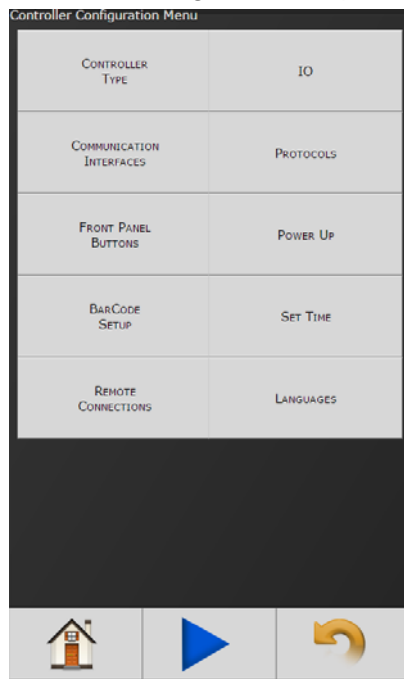 Controller Configuration Menu
CONTROLLER
TYPE
IO
COMMUNICATION
INTERFACES
PROTOCOLS
FRONT PANEL
BUTTONS
POWER UP
BARCODE
SETUP
SET TIME
REMOTE
CONNECTIONS
LANGUAGES